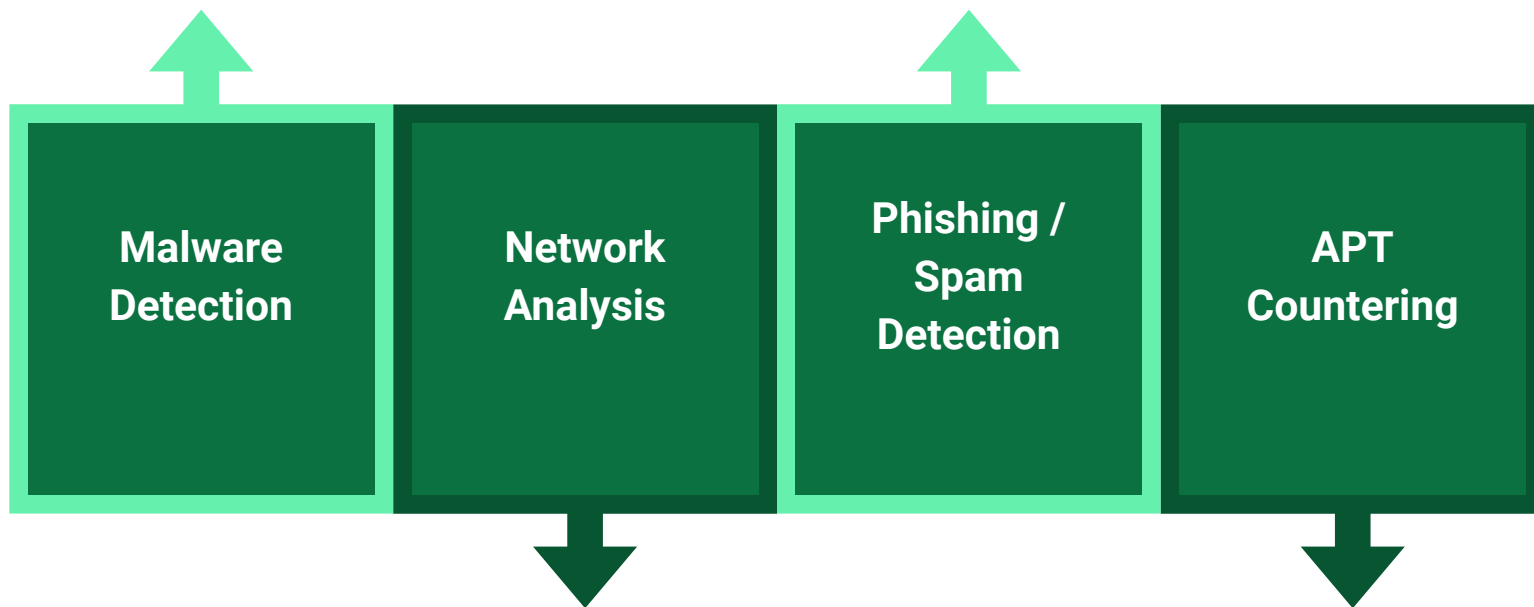 Malware
Detection
Network
Analysis
Phishing /
Spam
Detection
APT
Countering